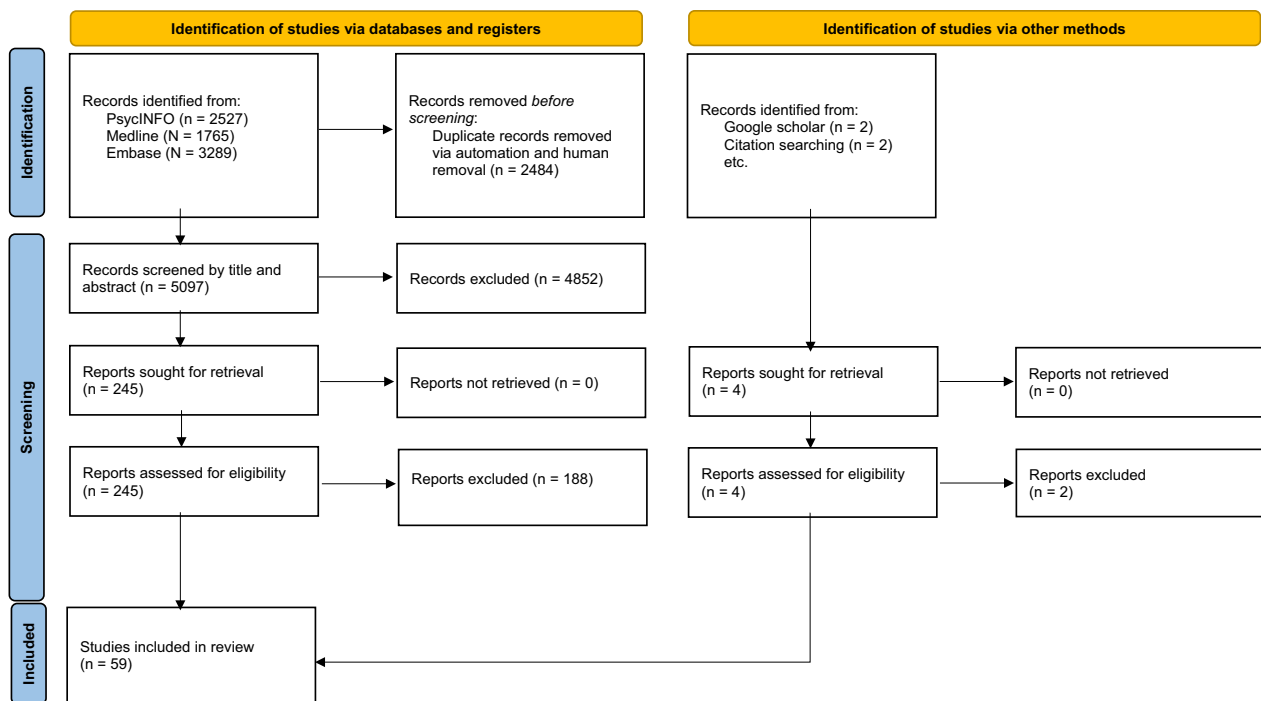 Identification of studies via databases and registers
Identification of studies via other methods
Identification
Records identified from:
PsycINFO (n = 2527)
Medline (N = 1765)
Embase (N = 3289)
Records removed before
screening:
Duplicate records removed
via automation and human
removal (n = 2484)
Records identified from:
Google scholar (n = 2)
Citation searching (n = 2)
etc.
Screening
Records screened by title and
abstract (n = 5097)
Records excluded (n = 4852)
Reports sought for retrieval
(n = 245)
Reports not retrieved (n = 0)
Reports sought for retrieval
(n = 4)
Reports not retrieved
(n = 0)
Reports assessed for eligibility
(n = 245)
Reports excluded (n = 188)
Reports assessed for eligibility
(n = 4)
Reports excluded
(n = 2)
Included
Studies included in review
(n = 59)